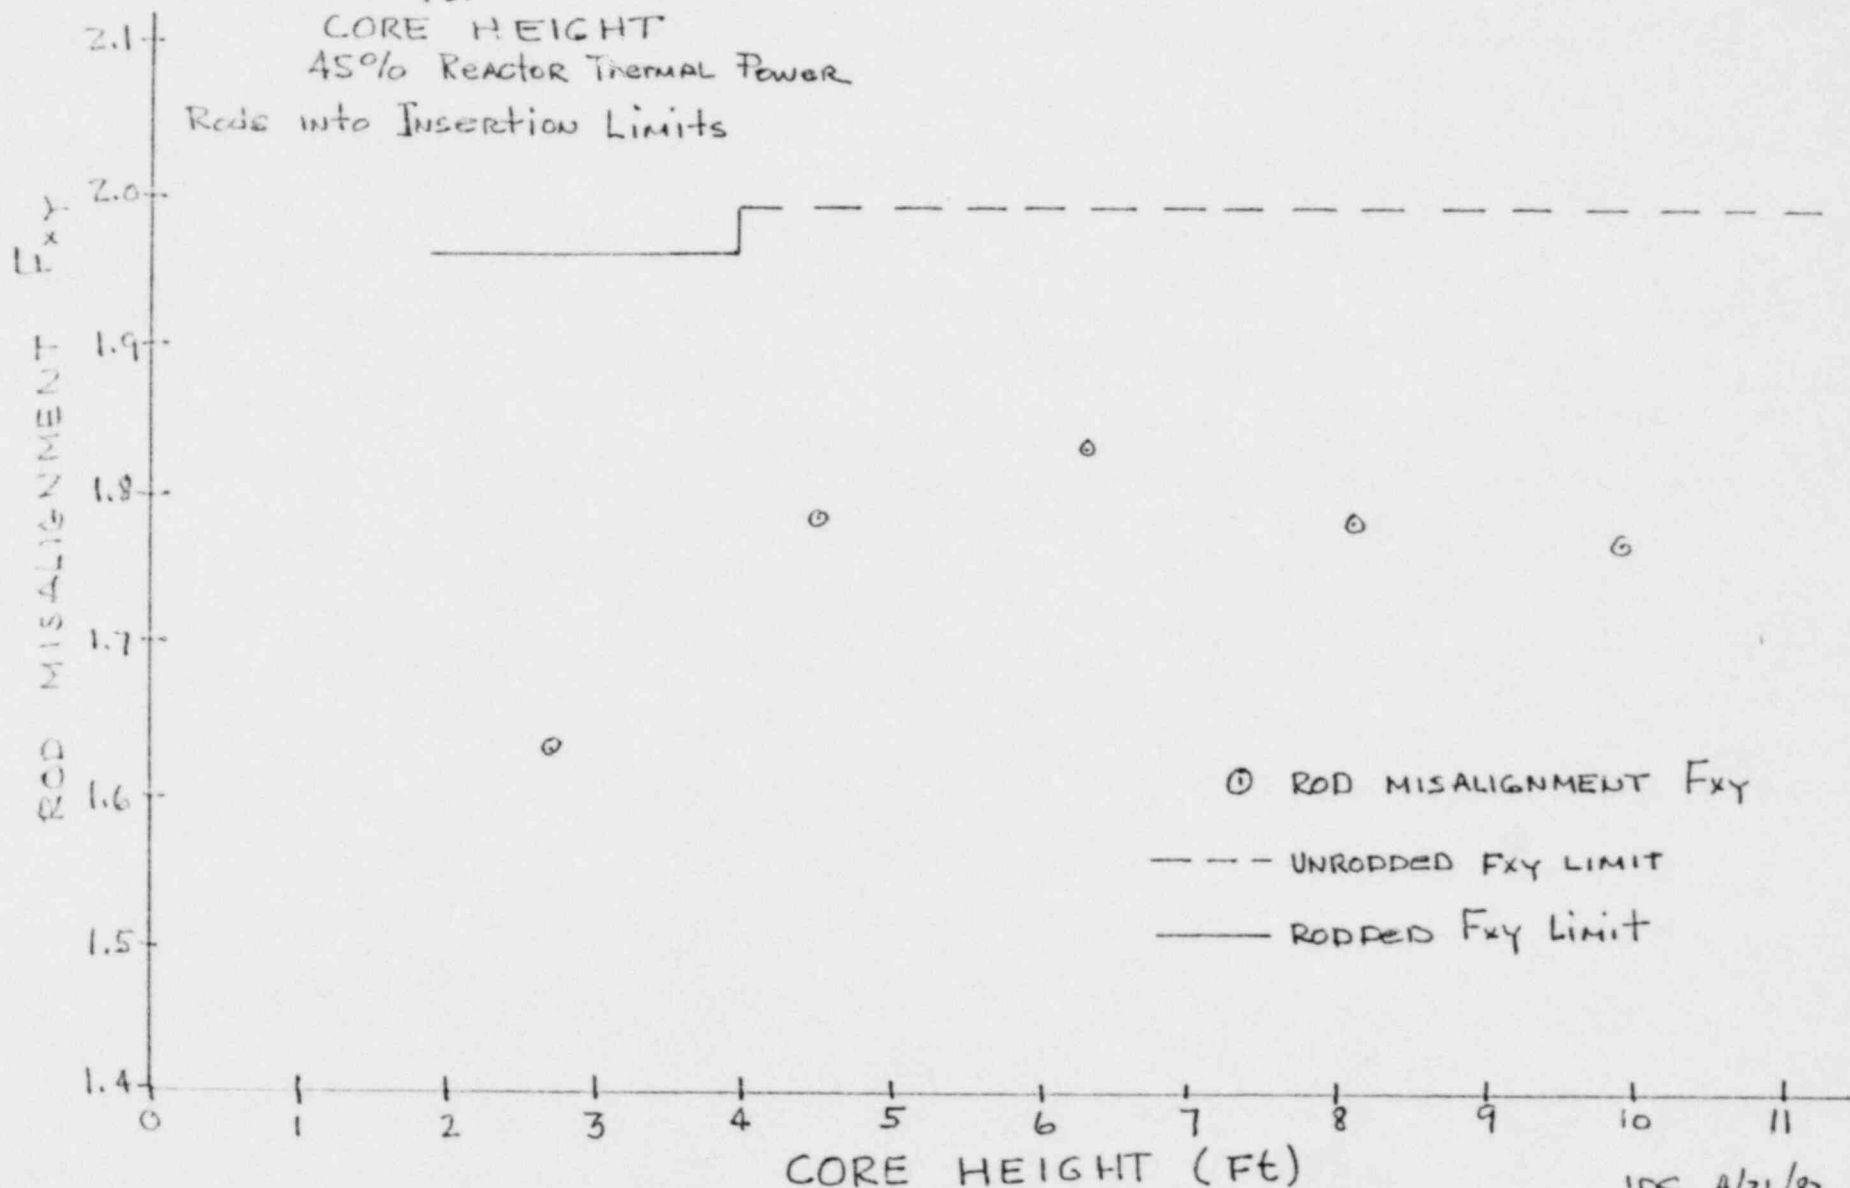 CORE HEIGHT
45% Reactor Thermal Power
Rods into Insertion Limits
ROD MISALIGNMENT Fxy
2.1
2.0
1.9
1.8
1.7
1.6
1.5
1.4
ROD MISALIGNMENT Fxy
--- UNRODDED Fxy LIMIT
RODDED Fxy Limit
0 1 2 3 4 5 6 7 8 9 10 11
CORE HEIGHT (Ft)